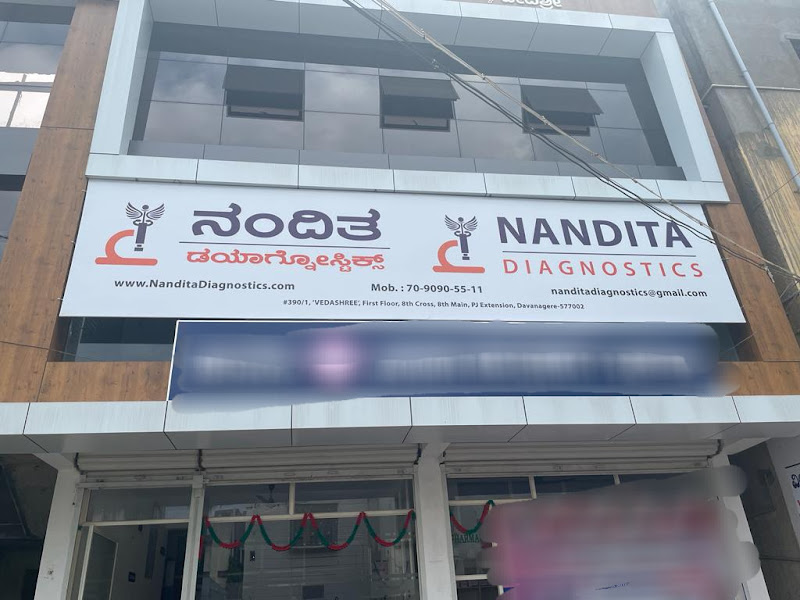 ನಂದಿತ
ಡಯಾಗ್ನೋಸ್ಟಿಕ್ಸ್
NANDITA
DIAGNOSTICS
www.NanditaDiagnostics.com
Mob. : 70-9090-55-11
nanditadiagnostics@gmail.com
#390/1, 'VEDASHREE', First Floor, 8th Cross, 8th Main, PJ Extension, Davanagere-577002